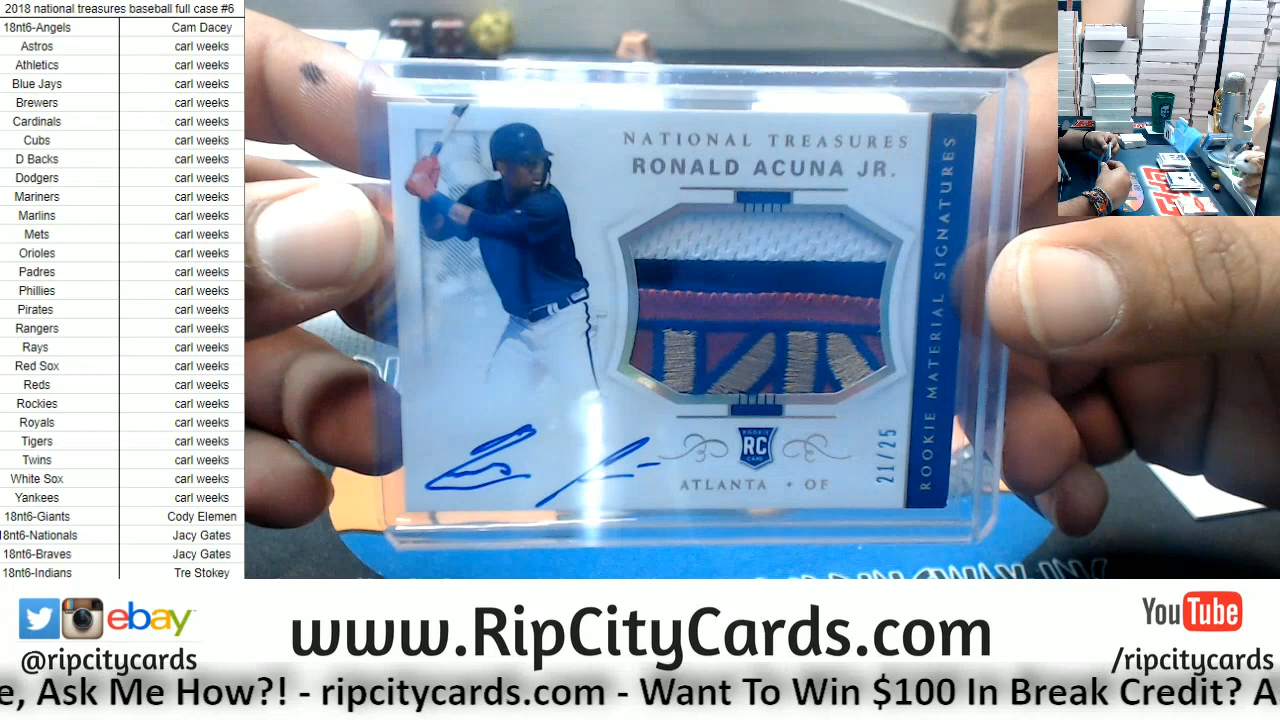 2018 national treasures baseball full case #6
18nt6-Angels Cam Dacey
Astros carl weeks
Athletics carl weeks
Blue Jays carl weeks
Brewers carl weeks
Cardinals carl weeks
Cubs carl weeks
D Backs carl weeks
Dodgers carl weeks
Mariners carl weeks
Marlins carl weeks
Mets carl weeks
Orioles carl weeks
Padres carl weeks
Phillies carl weeks
Pirates carl weeks
Rangers carl weeks
Rays carl weeks
Red Sox carl weeks
Reds carl weeks
Rockies carl weeks
Royals carl weeks
Tigers carl weeks
Twins carl weeks
White Sox carl weeks
Yankees carl weeks
18nt6-Giants Cody Elemen
18nt6-Nationals Jacy Gates
18nt6-Braves Jacy Gates
18nt6-Indians Tre Stokey
NATIONAL TREASURES
RONALD ACUNA JR.
ROOKIE MATERIAL SIGNATURES
ROOKIE
RC
CARD
21/25
ATLANTA • OF
ebay
@ripcitycards
www.RipCityCards.com
YouTube
/ripcitycards
e, Ask Me How?! - ripcitycards.com - Want To Win $100 In Break Credit? A